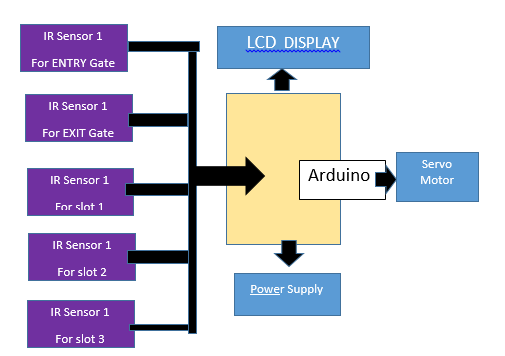 IR Sensor 1
For ENTRY Gate
IR Sensor 1
For EXIT Gate
IR Sensor 1
For slot 1
IR Sensor 1
For slot 2
IR Sensor 1
For slot 3
LCD DISPLAY
Arduino
Servo
Motor
Power Supply